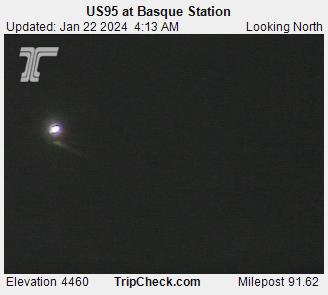 US95 at Basque Station
Updated: Jan 22 2024 4:13 AM Looking North
Elevation 4460 TripCheck.com Milepost 91.62